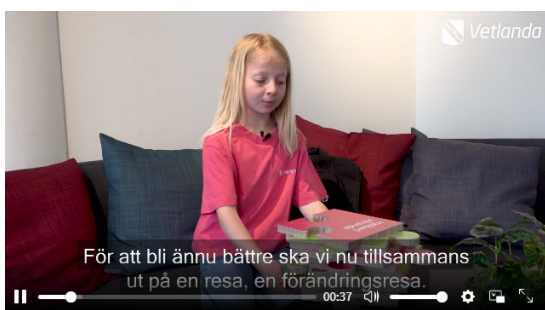 Vetlanda
För att bli ännu bättre ska vi nu tillsammans
ut på en resa, en förändringsresa.
00:37